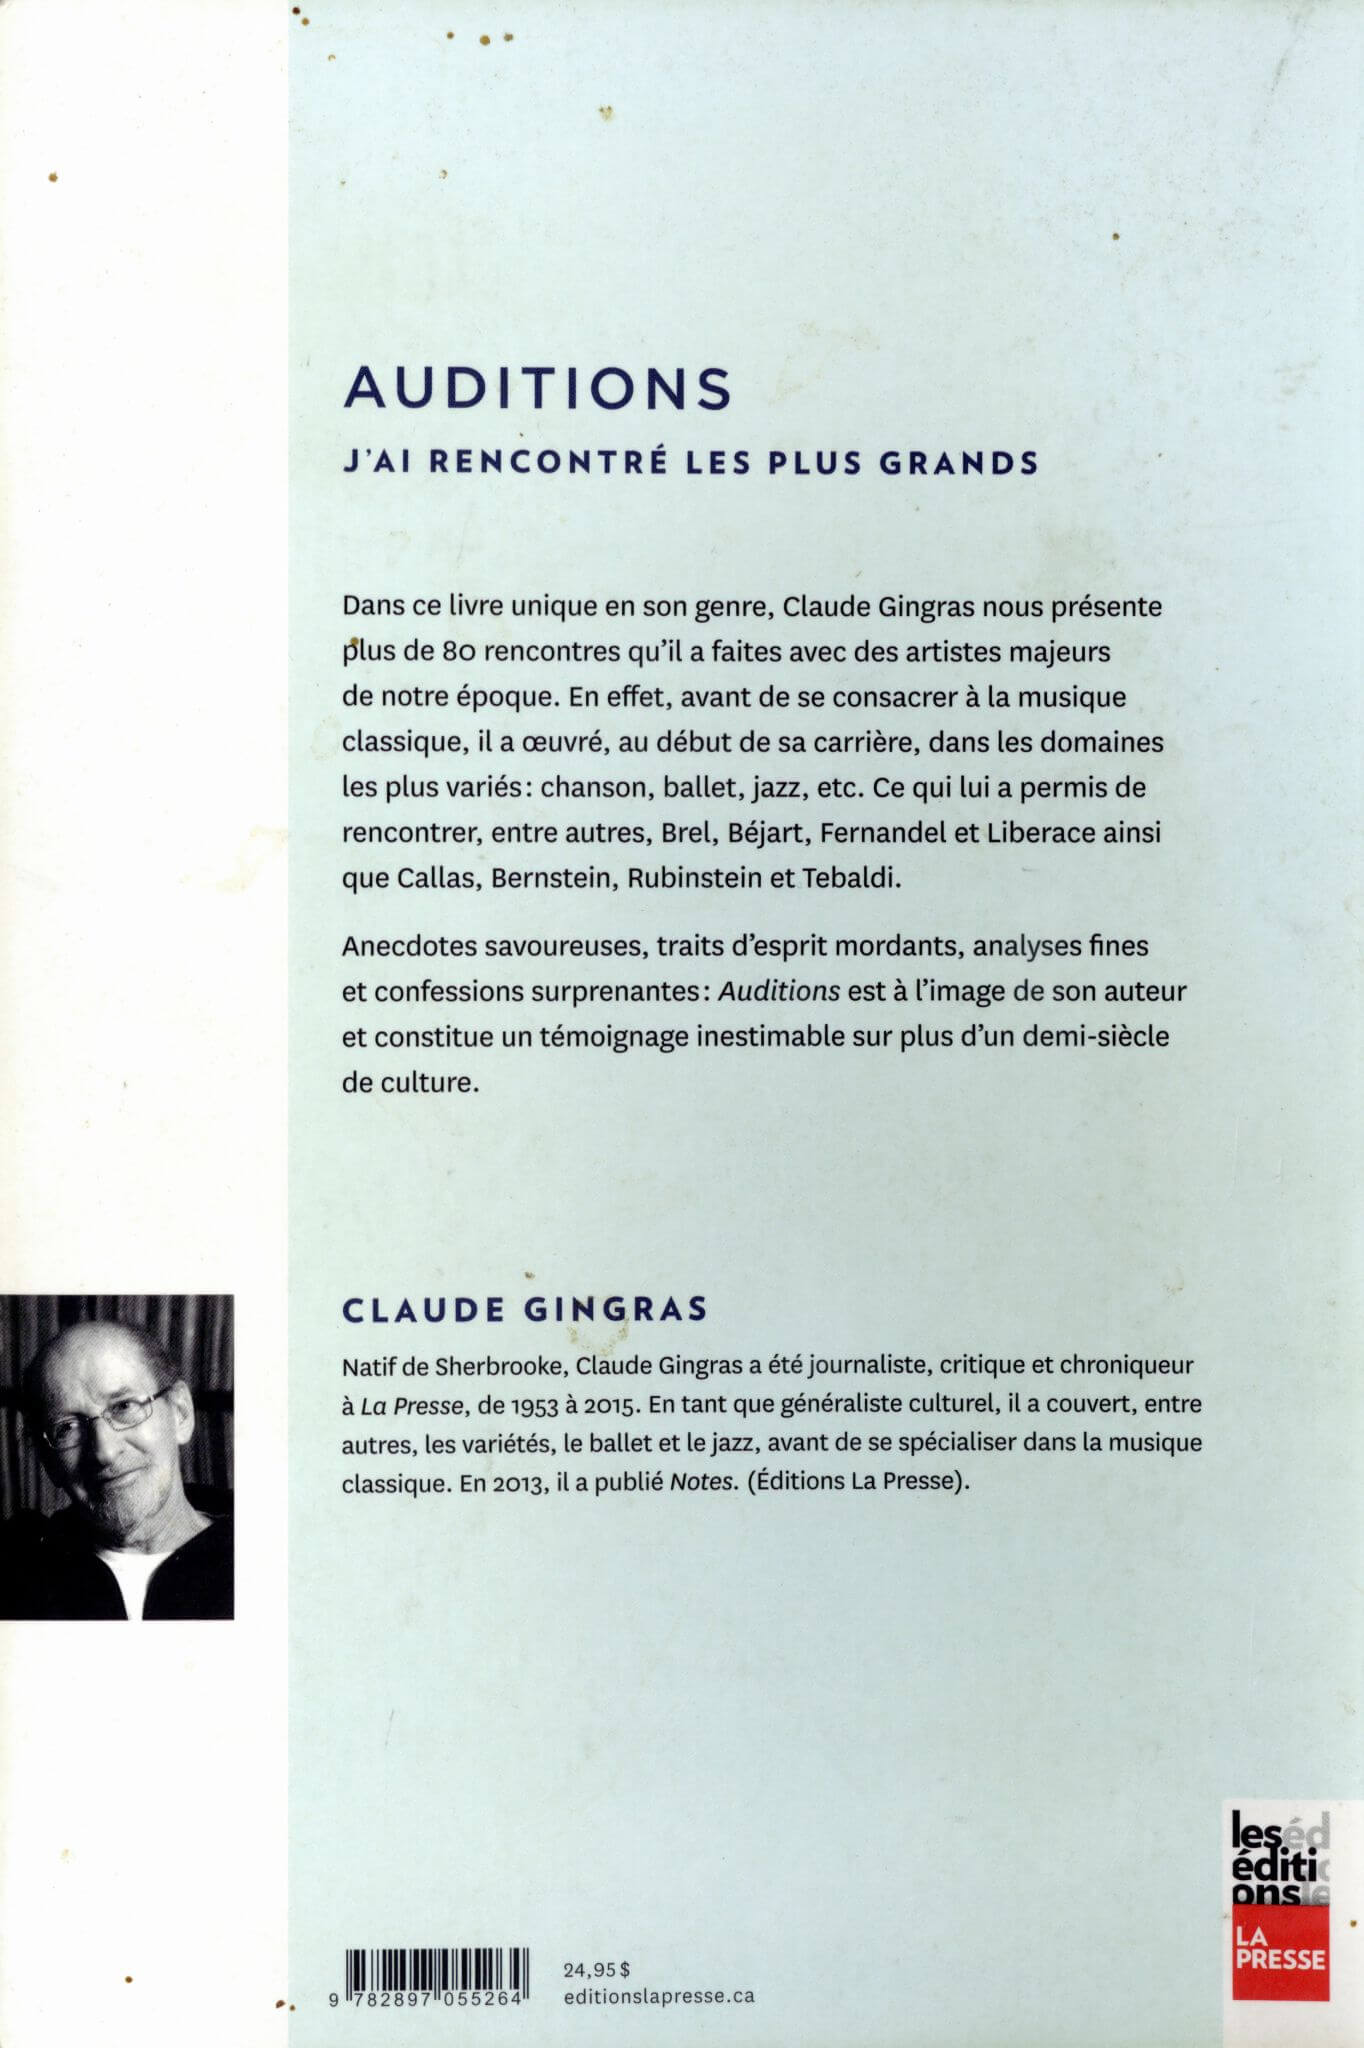 AUDITIONS
J'AI RENCONTRÉ LES PLUS GRANDS
Dans ce livre unique en son genre, Claude Gingras nous présente
plus de 80 rencontres qu'il a faites avec des artistes majeurs
de notre époque. En effet, avant de se consacrer à la musique
classique, il a œuvré, au début de sa carrière, dans les domaines
les plus variés : chanson, ballet, jazz, etc. Ce qui lui a permis de
rencontrer, entre autres, Brel, Béjart, Fernandel et Liberace ainsi
que Callas, Bernstein, Rubinstein et Tebaldi.
Anecdotes savoureuses, traits d'esprit mordants, analyses fines
et confessions surprenantes : Auditions est à l'image de son auteur
et constitue un témoignage inestimable sur plus d'un demi-siècle
de culture.
CLAUDE GINGRAS
Natif de Sherbrooke, Claude Gingras a été journaliste, critique et chroniqueur
à La Presse, de 1953 à 2015. En tant que généraliste culturel, il a couvert, entre
autres, les variétés, le ballet et le jazz, avant de se spécialiser dans la musique
classique. En 2013, il a publié Notes. (Éditions La Presse).
les éd
éditi
ons le
LA
PRESSE
24,95 $
editionslapresse.ca
9 782897 055264